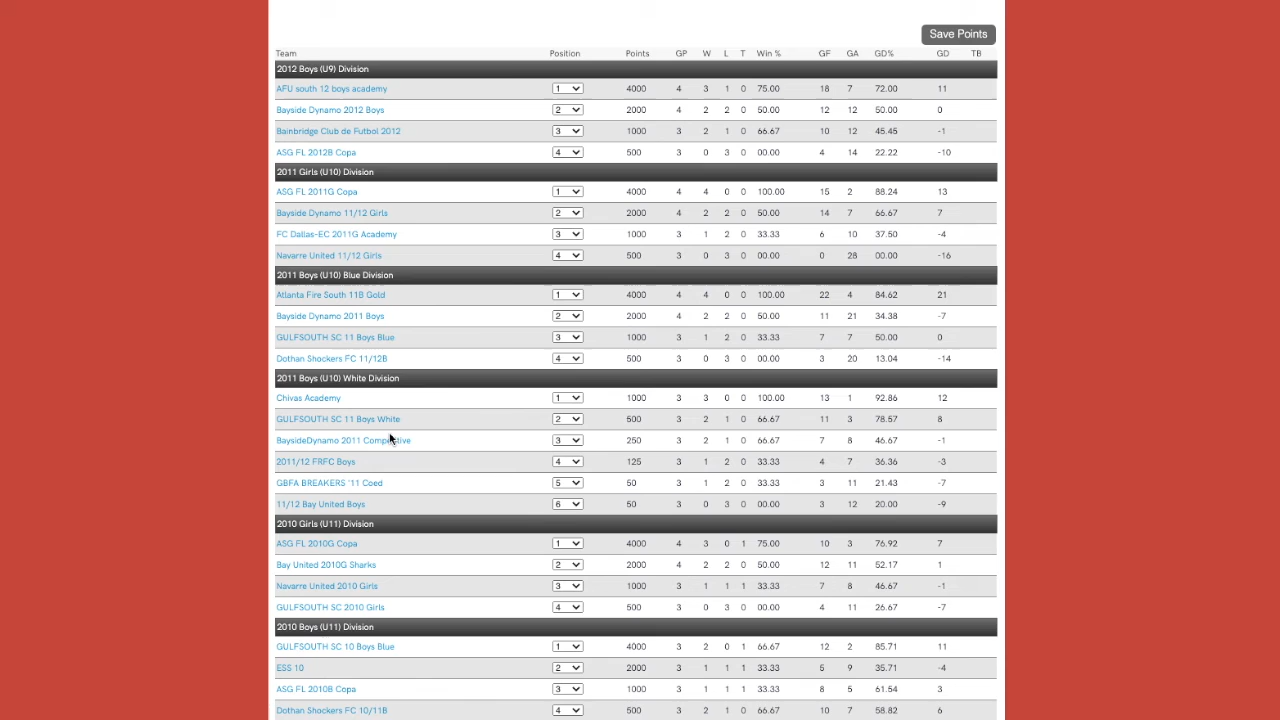 Save Points
Team Position Points GP W L T Win % GF GA GD% GD TB
2012 Boys (U9) Division
AFU south 12 boys academy 1 4000 4 3 1 0 75.00 18 7 72.00 11
Bayside Dynamo 2012 Boys 2 2000 4 2 2 0 50.00 12 12 50.00 0
Bainbridge Club de Futbol 2012 3 1000 3 2 1 0 66.67 10 12 45.45 -1
ASG FL 2012B Copa 4 500 3 0 3 0 00.00 4 14 22.22 -10
2011 Girls (U10) Division
ASG FL 2011G Copa 1 4000 4 4 0 0 100.00 15 2 88.24 13
Bayside Dynamo 11/12 Girls 2 2000 4 2 2 0 50.00 14 7 66.67 7
FC Dallas-EC 2011G Academy 3 1000 3 1 2 0 33.33 6 10 37.50 -4
Navarre United 11/12 Girls 4 500 3 0 3 0 00.00 0 28 00.00 -16
2011 Boys (U10) Blue Division
Atlanta Fire South 11B Gold 1 4000 4 4 0 0 100.00 22 4 84.62 21
Bayside Dynamo 2011 Boys 2 2000 4 2 2 0 50.00 11 21 34.38 -7
GULFSOUTH SC 11 Boys Blue 3 1000 3 1 2 0 33.33 7 7 50.00 0
Dothan Shockers FC 11/12B 4 500 3 0 3 0 00.00 3 20 13.04 -14
2011 Boys (U10) White Division
Chivas Academy 1 1000 3 3 0 0 100.00 13 1 92.86 12
GULFSOUTH SC 11 Boys White 2 500 3 2 1 0 66.67 11 3 78.57 8
BaysideDynamo 2011 Competitive 3 250 3 2 1 0 66.67 7 8 46.67 -1
2011/12 FRFC Boys 4 125 3 1 2 0 33.33 4 7 36.36 -3
GBFA BREAKERS '11 Coed 5 50 3 1 2 0 33.33 3 11 21.43 -7
11/12 Bay United Boys 6 50 3 0 3 0 00.00 3 12 20.00 -9
2010 Girls (U11) Division
ASG FL 2010G Copa 1 4000 4 3 0 1 75.00 10 3 76.92 7
Bay United 2010G Sharks 2 2000 4 2 2 0 50.00 12 11 52.17 1
Navarre United 2010 Girls 3 1000 3 1 1 1 33.33 7 8 46.67 -1
GULFSOUTH SC 2010 Girls 4 500 3 0 3 0 00.00 4 11 26.67 -7
2010 Boys (U11) Division
GULFSOUTH SC 10 Boys Blue 1 4000 3 2 0 1 66.67 12 2 85.71 11
ESS 10 2 2000 3 1 1 1 33.33 5 9 35.71 -4
ASG FL 2010B Copa 3 1000 3 1 1 1 33.33 8 5 61.54 3
Dothan Shockers FC 10/11B 4 500 3 2 1 0 66.67 10 7 58.82 6